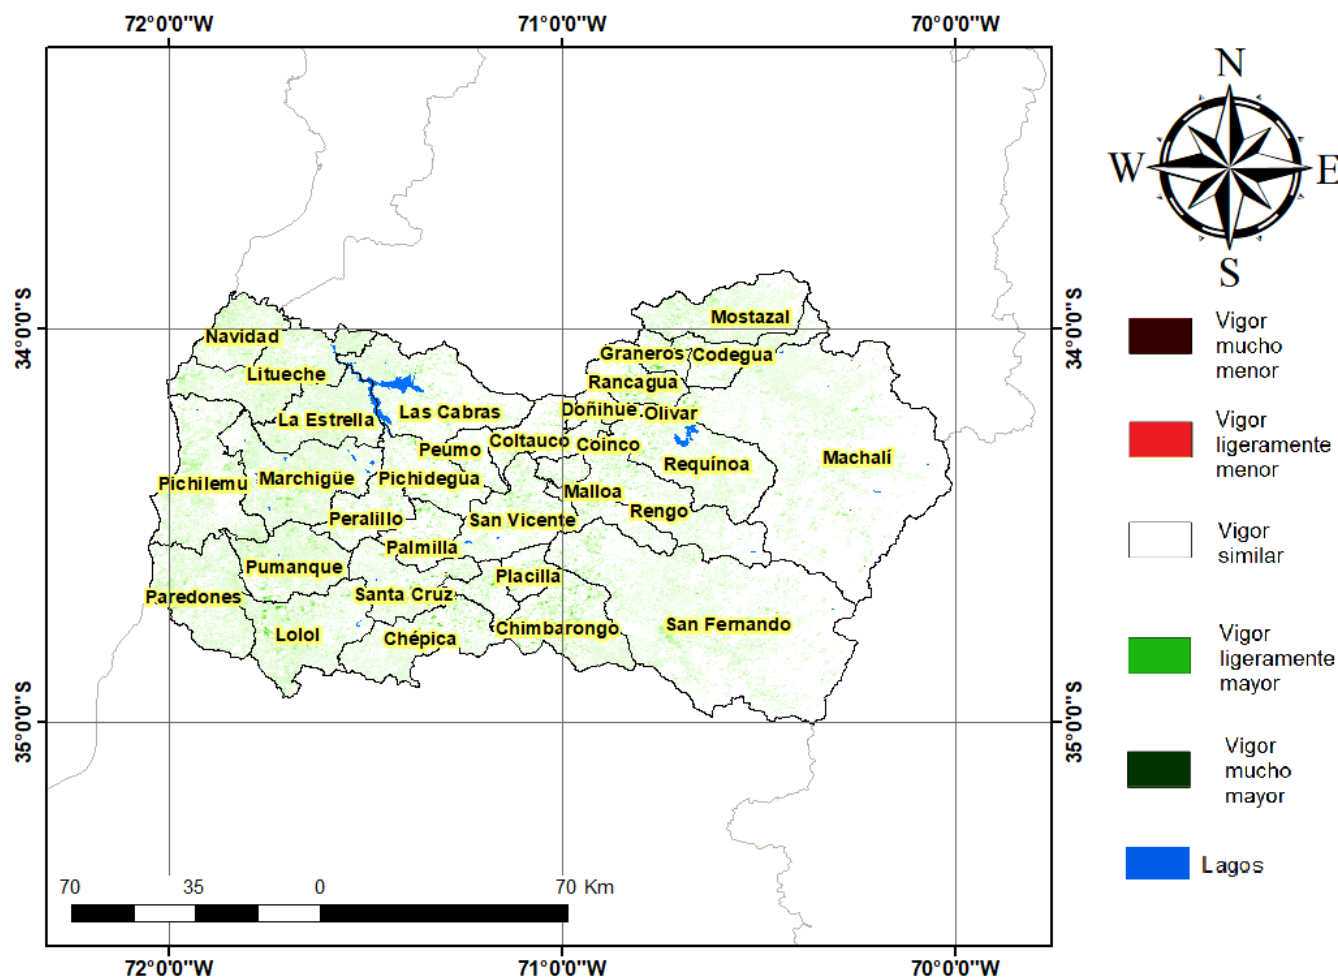 72°0'0"W
71°0'0"W
70°0'0"W
N
W
E
S
34°0'0"S
34°0'0"S
35°0'0"S
35°0'0"S
Mostazal
Navidad
Graneros
Codegua
Litueche
Rancagua
La Estrella
Las Cabras
Doñihue
Olivar
Coltauco
Coinco
Peumo
Requínoa
Machalí
Pichilemu
Marchigüe
Pichidegua
Malloa
Rengo
Peralillo
San Vicente
Palmilla
Pumanque
Placilla
Paredones
Santa Cruz
Lolol
Chépica
Chimbarongo
San Fernando
Vigor
mucho
menor
Vigor
ligeramente
menor
Vigor
similar
Vigor
ligeramente
mayor
Vigor
mucho
mayor
Lagos
70
35
0
70 Km
72°0'0"W
71°0'0"W
70°0'0"W